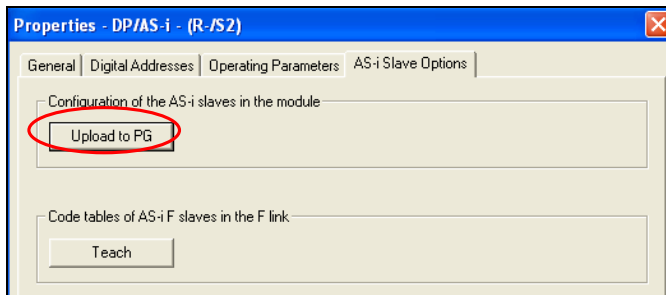 Properties - DP/AS-i - (R-/S2)
General Digital Addresses Operating Parameters AS-i Slave Options
Configuration of the AS-i slaves in the module
Upload to PG
Code tables of AS-i F slaves in the F link
Teach